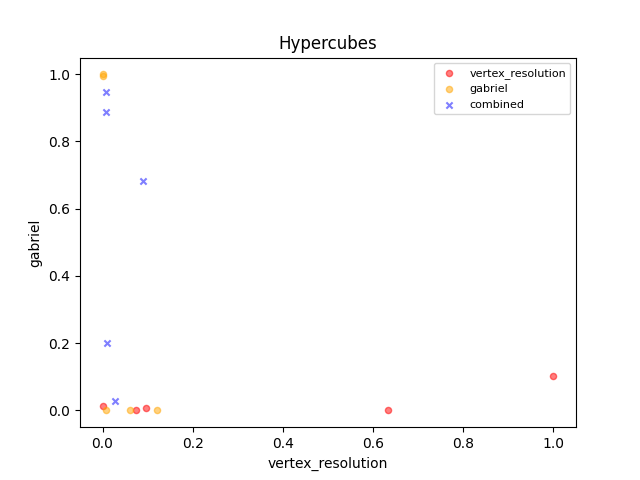 Hypercubes
vertex_resolution
gabriel
combined
1.0
0.8
0.6
0.4
0.2
0.0
gabriel
0.0 0.2 0.4 0.6 0.8 1.0
vertex_resolution